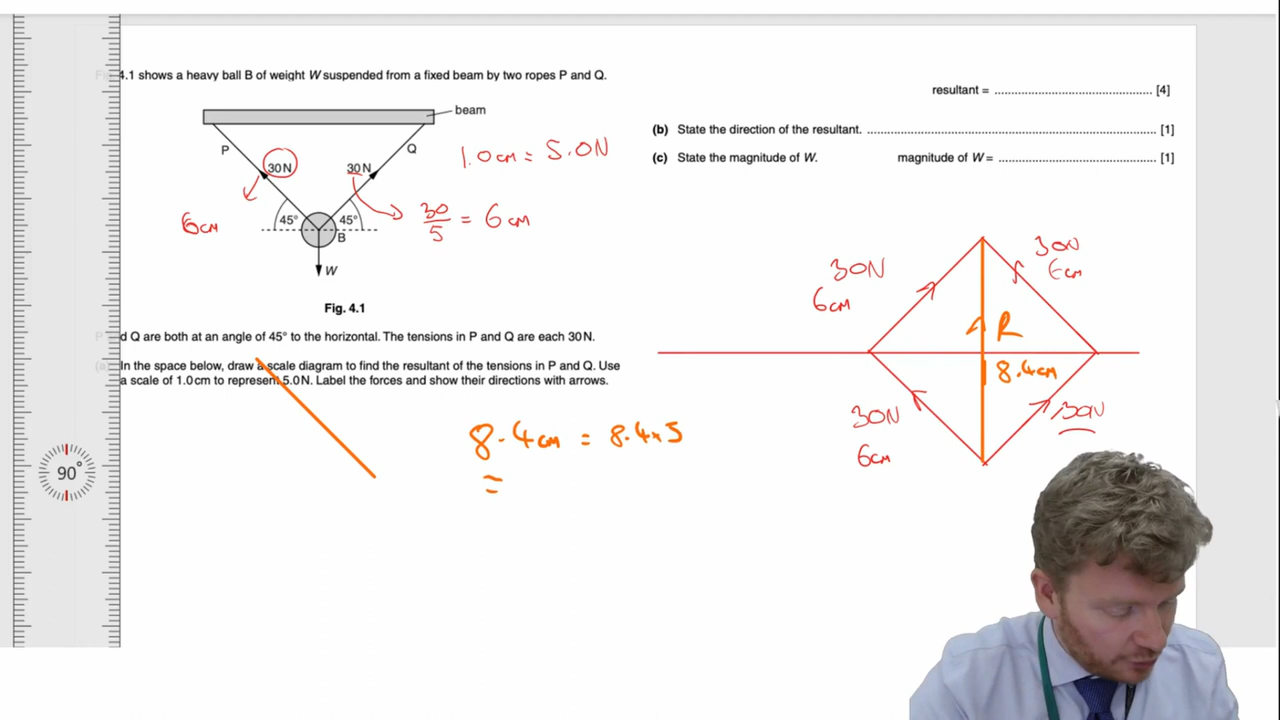 4.1 shows a heavy ball B of weight W suspended from a fixed beam by two ropes P and Q.
beam
P
Q
30N
30N
45°
45°
B
W
Fig. 4.1
1.0cm = 5.0N
6cm
30/5 = 6cm
d Q are both at an angle of 45° to the horizontal. The tensions in P and Q are each 30N.
In the space below, draw a scale diagram to find the resultant of the tensions in P and Q. Use
a scale of 1.0cm to represent 5.0N. Label the forces and show their directions with arrows.
90°
8.4cm = 8.4x5
=
resultant = ............................................ [4]
(b) State the direction of the resultant. ............................................ [1]
(c) State the magnitude of W. magnitude of W = ............................................ [1]
30N
6cm
30N
6cm
R
8.4cm
30N
6cm
30N